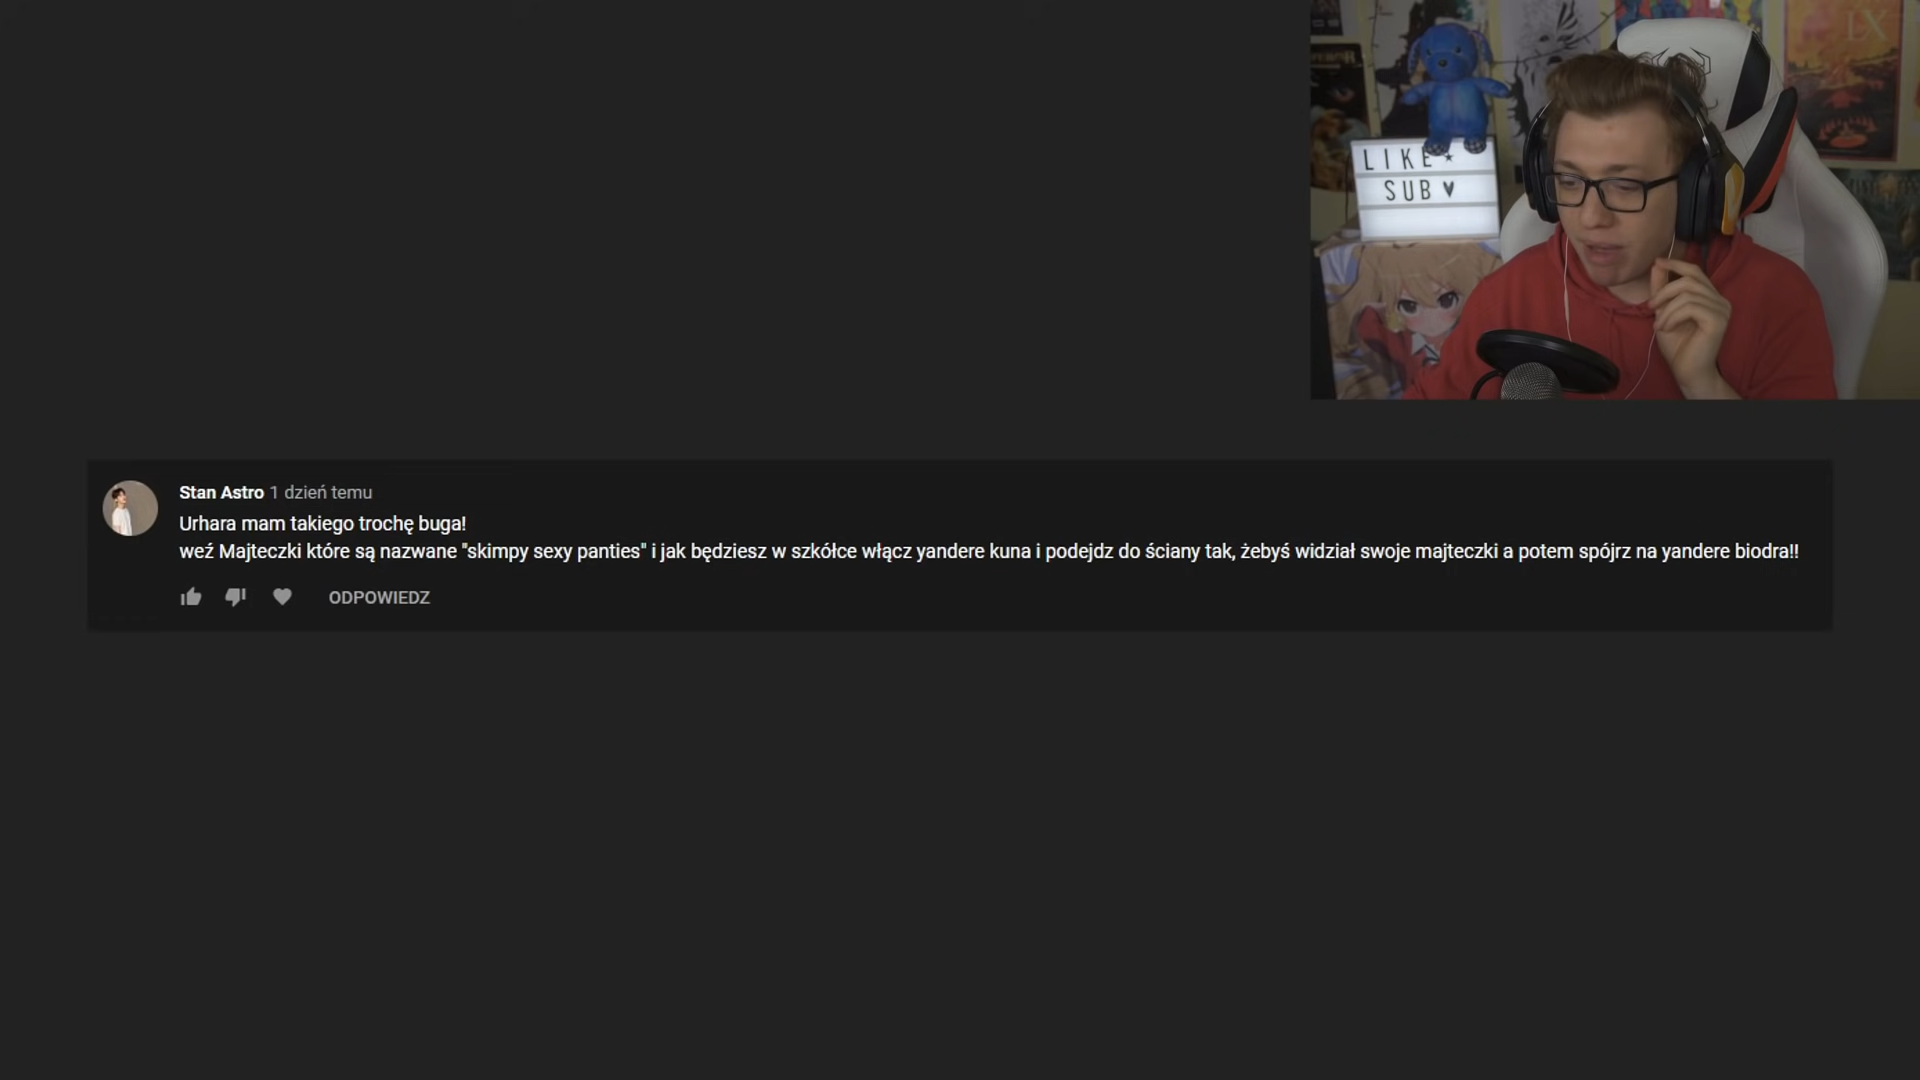 LX
LIKE ★
SUB ♥
Stan Astro 1 dzień temu
Urhara mam takiego trochę buga!
weź Majteczki które są nazwane "skimpy sexy panties" i jak będziesz w szkółce włącz yandere kuna i podejdz do ściany tak, żebyś widział swoje majteczki a potem spójrz na yandere biodra!!
ODPOWIEDZ